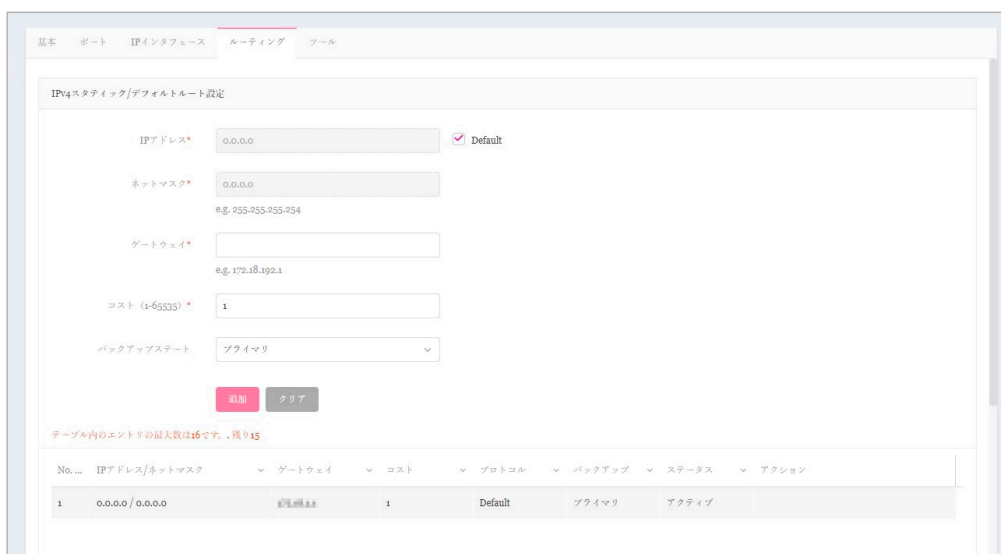 基本 ポート IPインタフェース ルーティング ツール
IPv4スタティック/デフォルトルート設定
IPアドレス* 0.0.0.0 Default
ネットマスク* 0.0.0.0
e.g. 255.255.255.254
ゲートウェイ*
e.g. 172.18.192.1
コスト（1-65535）* 1
バックアップステート プライマリ
追加 クリア
テーブル内のエントリの最大数は16です。, 残り15
No. ... IPアドレス/ネットマスク ゲートウェイ コスト プロトコル バックアップ ステータス アクション
1 0.0.0.0 / 0.0.0.0 1 Default プライマリ アクティブ